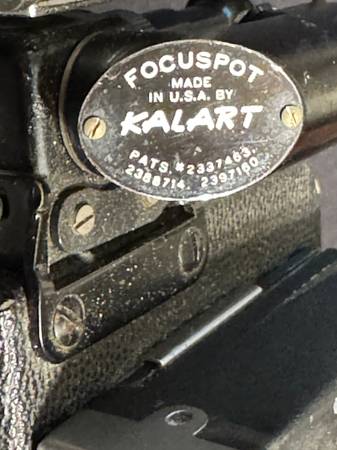 FOCUSPOT
MADE
IN U.S.A. BY
KALART
PATS. #2337463.
2388714 2397160